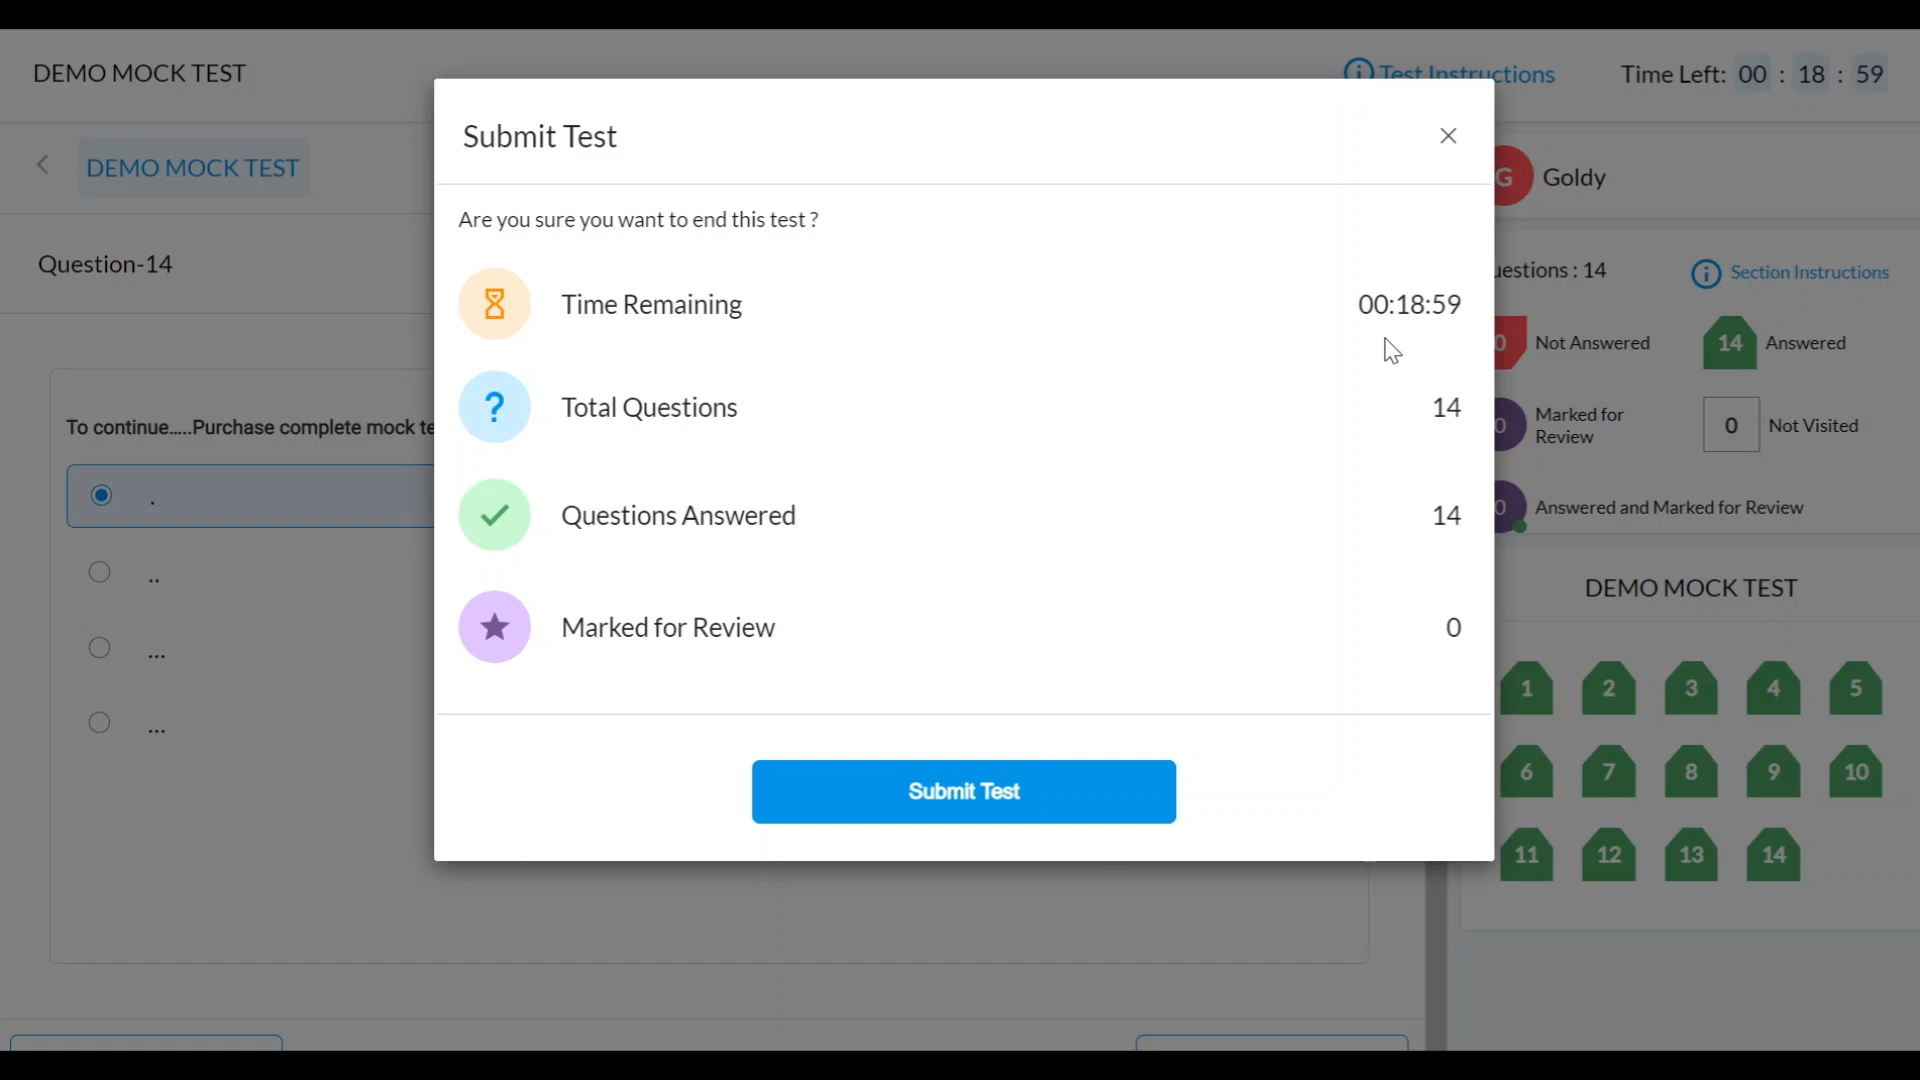 DEMO MOCK TEST
Test Instructions
Time Left: 00 : 18 : 59
DEMO MOCK TEST
Question-14
To continue.....Purchase complete mock te
.
..
...
...
Submit Test
Are you sure you want to end this test ?
Time Remaining 00:18:59
Total Questions 14
Questions Answered 14
Marked for Review 0
Submit Test
G Goldy
uestions : 14
Section Instructions
0 Not Answered
14 Answered
0 Marked for
Review
0 Not Visited
0 Answered and Marked for Review
DEMO MOCK TEST
1 2 3 4 5
6 7 8 9 10
11 12 13 14